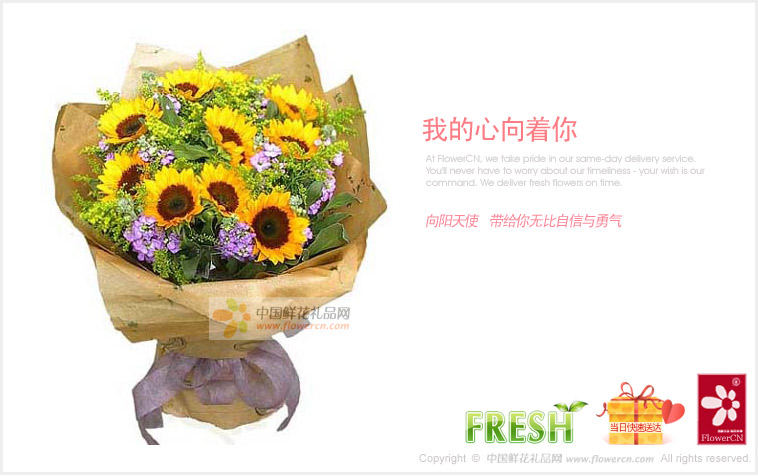 我的心向着你
At FlowerCN, we take pride in our same-day delivery service.
You'll never have to worry about our timeliness - your wish is our
command. We deliver fresh flowers on time.
向阳天使 带给你无比自信与勇气
中国鲜花礼品网
www.flowercn.com
FRESH
当日快速送达
FlowerCN
Copyright © 中国鲜花礼品网 www.flowercn.com All rights reserved.